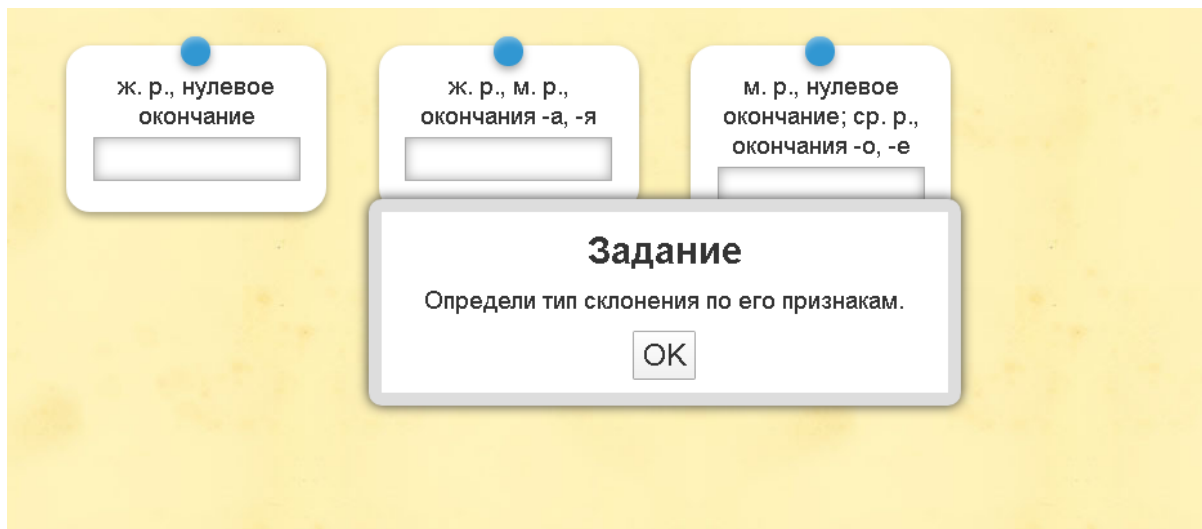 ж. р., нулевое
окончание
ж. р., м. р.,
окончания -а, -я
м. р., нулевое
окончание; ср. р.,
окончания -о, -е
Задание
Определи тип склонения по его признакам.
OK